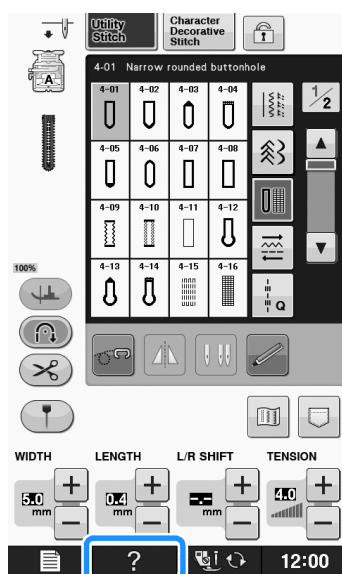 Utility
Stitch
Character
Decorative
Stitch
A
4-01 Narrow rounded buttonhole
1/2
4-01 4-02 4-03 4-04
4-05 4-06 4-07 4-08
4-09 4-10 4-11 4-12
4-13 4-14 4-15 4-16
Q
100%
WIDTH LENGTH L/R SHIFT TENSION
5.0 mm
0.4 mm
-.- mm
4.0
?
12:00